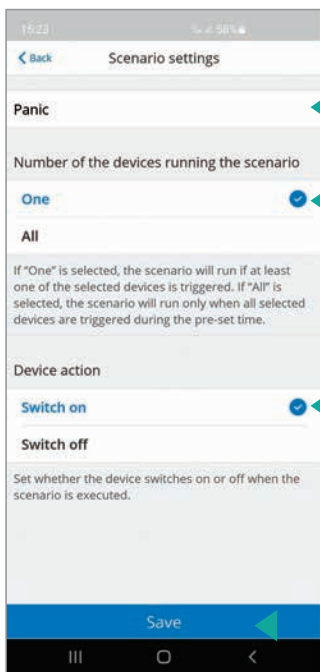 15:23 58%
Back Scenario settings
Panic
Number of the devices running the scenario
One
All
If "One" is selected, the scenario will run if at least
one of the selected devices is triggered. If "All" is
selected, the scenario will run only when all selected
devices are triggered during the pre-set time.
Device action
Switch on
Switch off
Set whether the device switches on or off when the
scenario is executed.
Save